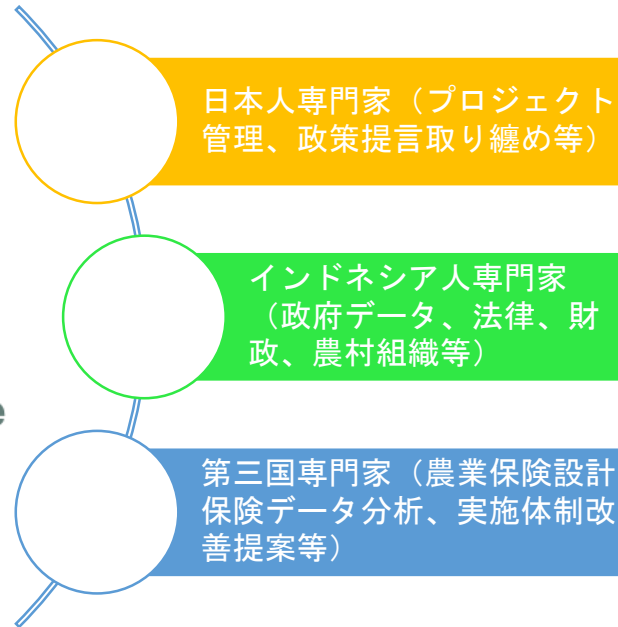 日本人専門家（プロジェクト
管理、政策提言取り纏め等）
インドネシア人専門家
（政府データ、法律、財
政、農村組織等）
e
第三国専門家（農業保険設計
保険データ分析、実施体制改
善提案等）